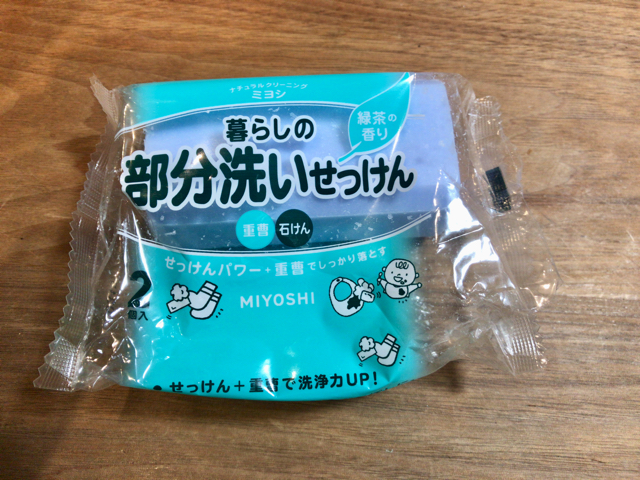 ナチュラルクリーニング
ミヨシ
緑茶の
香り
暮らしの
部分洗いせっけん
重曹 石けん
せっけんパワー+重曹でしっかり落とす
2
個入
MIYOSHI
• せっけん+重曹で洗浄力UP!